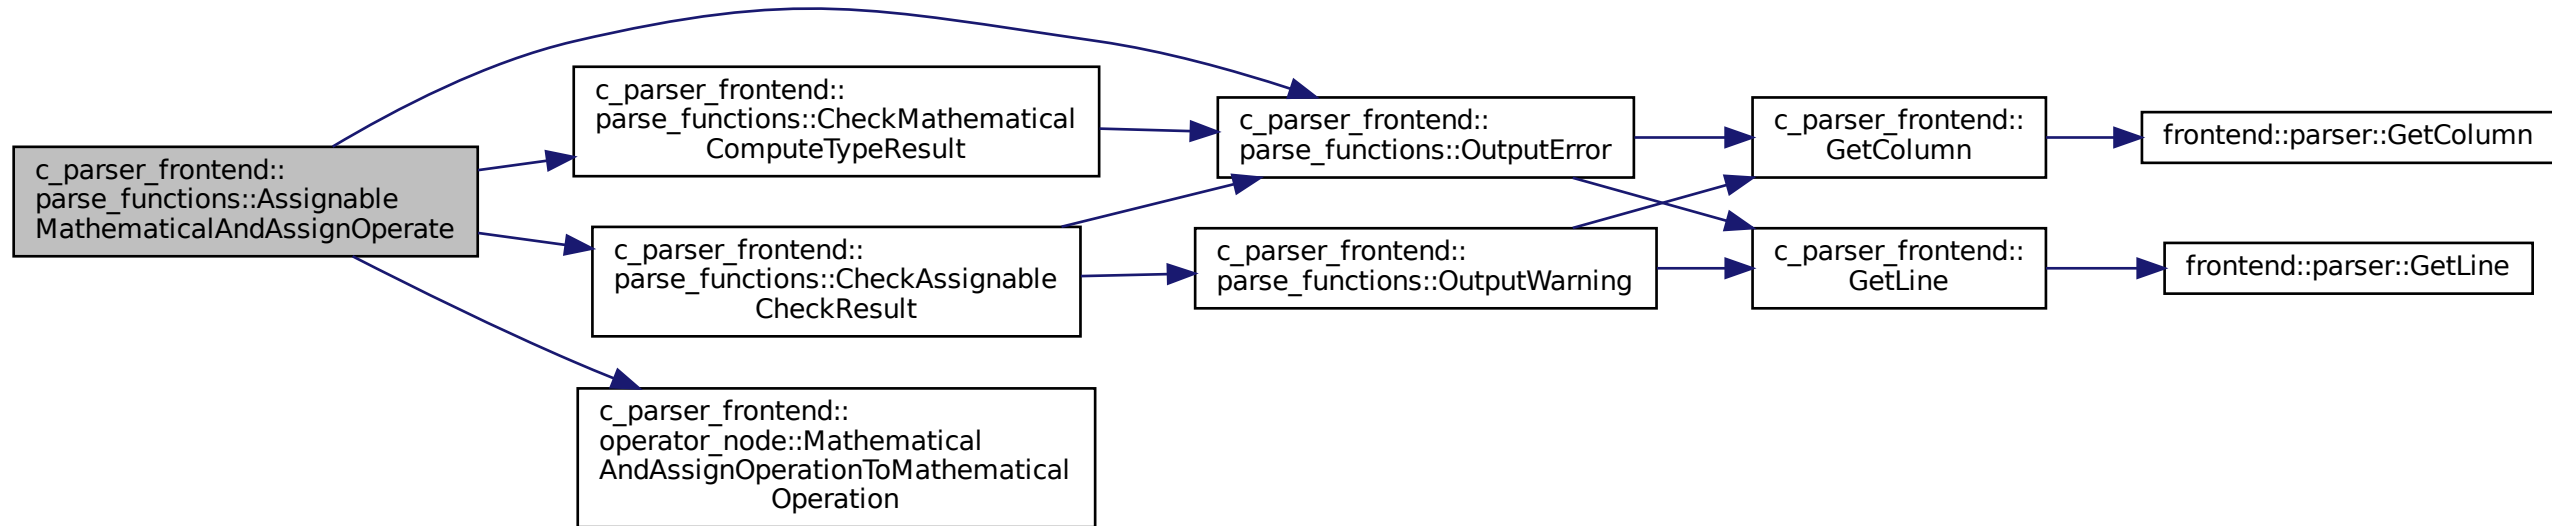 c_parser_frontend::
parse_functions::Assignable
MathematicalAndAssignOperate
c_parser_frontend::
parse_functions::CheckMathematical
ComputeTypeResult
c_parser_frontend::
parse_functions::CheckAssignable
CheckResult
c_parser_frontend::
operator_node::Mathematical
AndAssignOperationToMathematical
Operation
c_parser_frontend::
parse_functions::OutputError
c_parser_frontend::
parse_functions::OutputWarning
c_parser_frontend::
GetColumn
c_parser_frontend::
GetLine
frontend::parser::GetColumn
frontend::parser::GetLine